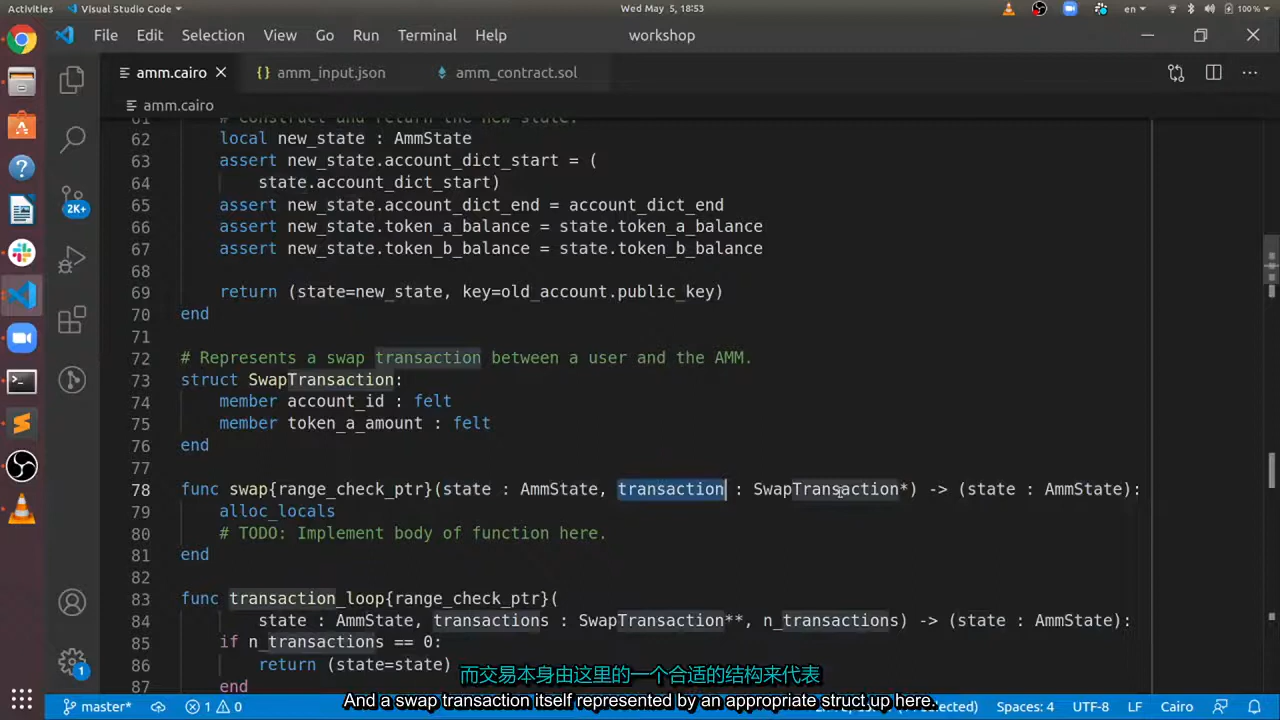 Activities
Visual Studio Code
Wed May 5, 18:53
en
100%
File Edit Selection View Go Run Terminal Help
workshop
amm.cairo
amm_input.json
amm_contract.sol
amm.cairo
61 # Construct and return the new state.
62 local new_state : AmmState
63 assert new_state.account_dict_start = (
64 state.account_dict_start)
65 assert new_state.account_dict_end = account_dict_end
66 assert new_state.token_a_balance = state.token_a_balance
67 assert new_state.token_b_balance = state.token_b_balance
68
69 return (state=new_state, key=old_account.public_key)
70 end
71
72 # Represents a swap transaction between a user and the AMM.
73 struct SwapTransaction:
74 member account_id : felt
75 member token_a_amount : felt
76 end
77
78 func swap{range_check_ptr}(state : AmmState, transaction : SwapTransaction*) -> (state : AmmState):
79 alloc_locals
80 # TODO: Implement body of function here.
81 end
82
83 func transaction_loop{range_check_ptr}(
84 state : AmmState, transactions : SwapTransaction**, n_transactions) -> (state : AmmState):
85 if n_transactions == 0:
86 return (state=state)
87 end
2K+
1
而交易本身由这里的一个合适的结构来代表
And a swap transaction itself represented by an appropriate struct up here.
master*
1
0
selected)
Spaces: 4
UTF-8
LF
Cairo